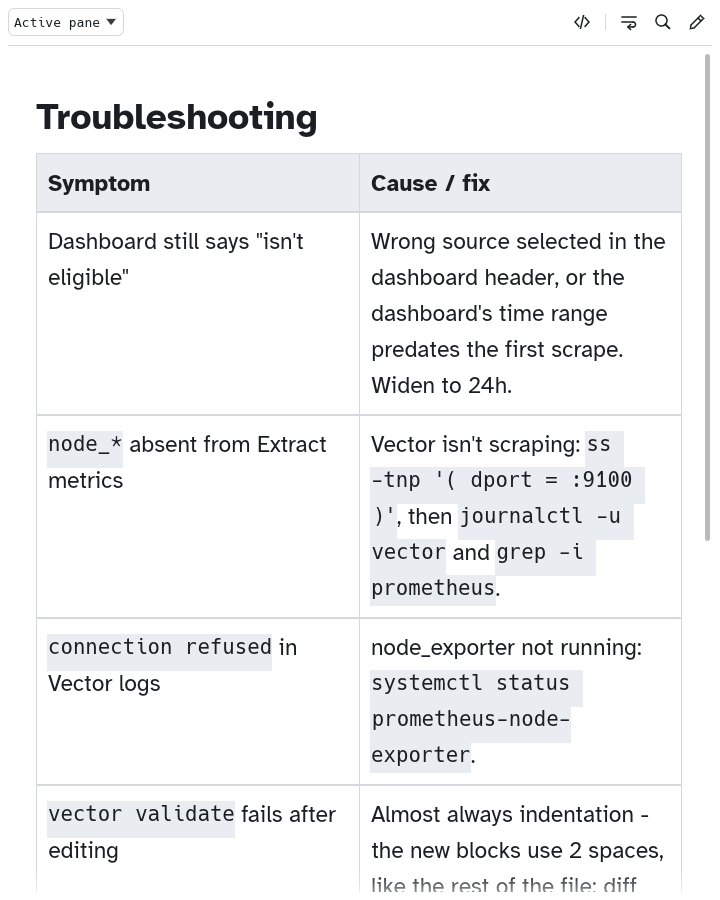 Active pane
Troubleshooting
Symptom
Cause / fix
Dashboard still says "isn't
eligible"
Wrong source selected in the
dashboard header, or the
dashboard's time range
predates the first scrape.
Widen to 24h.
node_* absent from Extract
metrics
Vector isn't scraping: ss
-tnp '( dport = :9100
)', then journalctl -u
vector and grep -i
prometheus.
connection refused in
Vector logs
node_exporter not running:
systemctl status
prometheus-node-
exporter.
vector validate fails after
editing
Almost always indentation -
the new blocks use 2 spaces,
like the rest of the file: diff